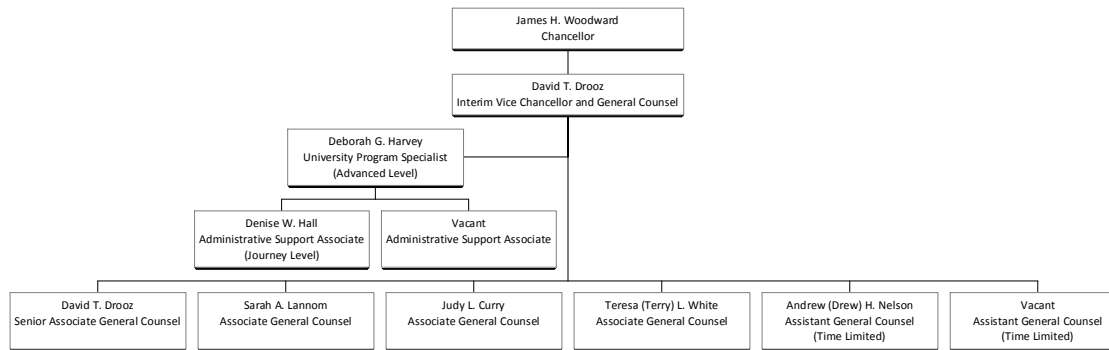 James H. Woodward
Chancellor
David T. Drooz
Interim Vice Chancellor and General Counsel
Deborah G. Harvey
University Program Specialist
(Advanced Level)
Denise W. Hall
Administrative Support Associate
(Journey Level)
Vacant
Administrative Support Associate
David T. Drooz
Senior Associate General Counsel
Sarah A. Lannom
Associate General Counsel
Judy L. Curry
Associate General Counsel
Teresa (Terry) L. White
Associate General Counsel
Andrew (Drew) H. Nelson
Assistant General Counsel
(Time Limited)
Vacant
Assistant General Counsel
(Time Limited)